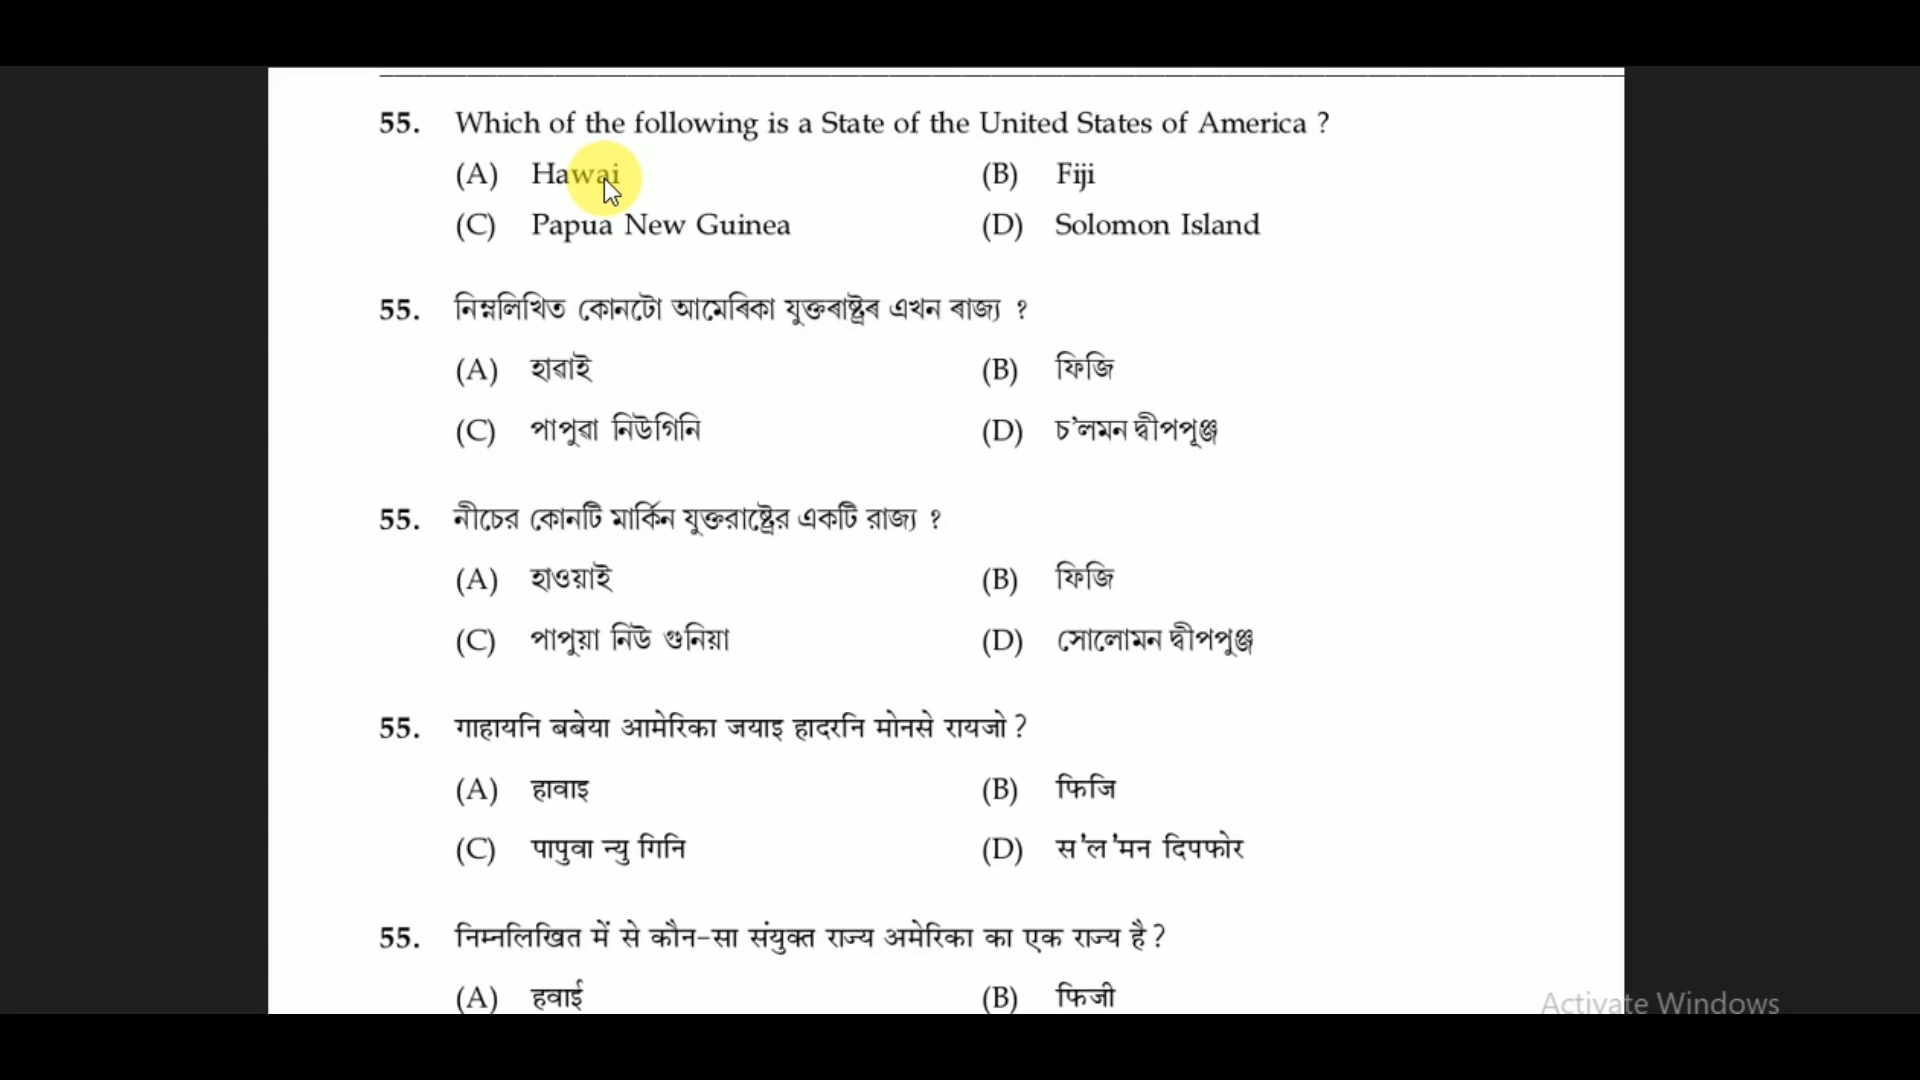 55. Which of the following is a State of the United States of America ?
(A) Hawai (B) Fiji
(C) Papua New Guinea (D) Solomon Island
55. নিম্নলিখিত কোনটো আমেৰিকা যুক্তৰাষ্ট্ৰৰ এখন ৰাজ্য ?
(A) হাৱাই (B) ফিজি
(C) পাপুৱা নিউগিনি (D) চ’লমন দ্বীপপূঞ্জ
55. নীচের কোনটি মার্কিন যুক্তরাষ্ট্রের একটি রাজ্য ?
(A) হাওয়াই (B) ফিজি
(C) পাপুয়া নিউ গুনিয়া (D) সোলোমন দ্বীপপুঞ্জ
55. गाहायनि बबेया आमेरिका जयाइ हादरनि मोनसे रायजो ?
(A) हावाइ (B) फिजि
(C) पापुवा न्यु गिनि (D) स’ल’मन दिपफोर
55. निम्नलिखित में से कौन-सा संयुक्त राज्य अमेरिका का एक राज्य है ?
(A) हवाई (B) फिजी
Activate Windows